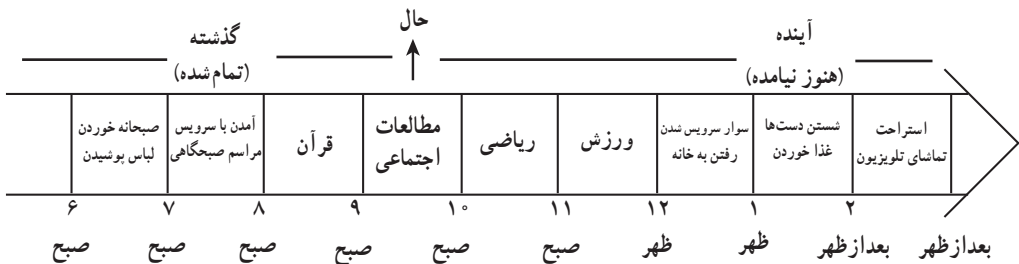 گذشته
(تمام‌شده)
حال
آینده
(هنوز نیامده)
صبحانه خوردن
لباس پوشیدن
آمدن با سرویس
مراسم صبحگاهی
قرآن
مطالعات
اجتماعی
ریاضی
ورزش
سوار سرویس شدن
رفتن به خانه
شستن دست‌ها
غذا خوردن
استراحت
تماشای تلویزیون
۶ ۷ ۸ ۹ ۱۰ ۱۱ ۱۲ ۱ ۲
صبح صبح صبح صبح صبح صبح ظهر ظهر بعدازظهر بعدازظهر